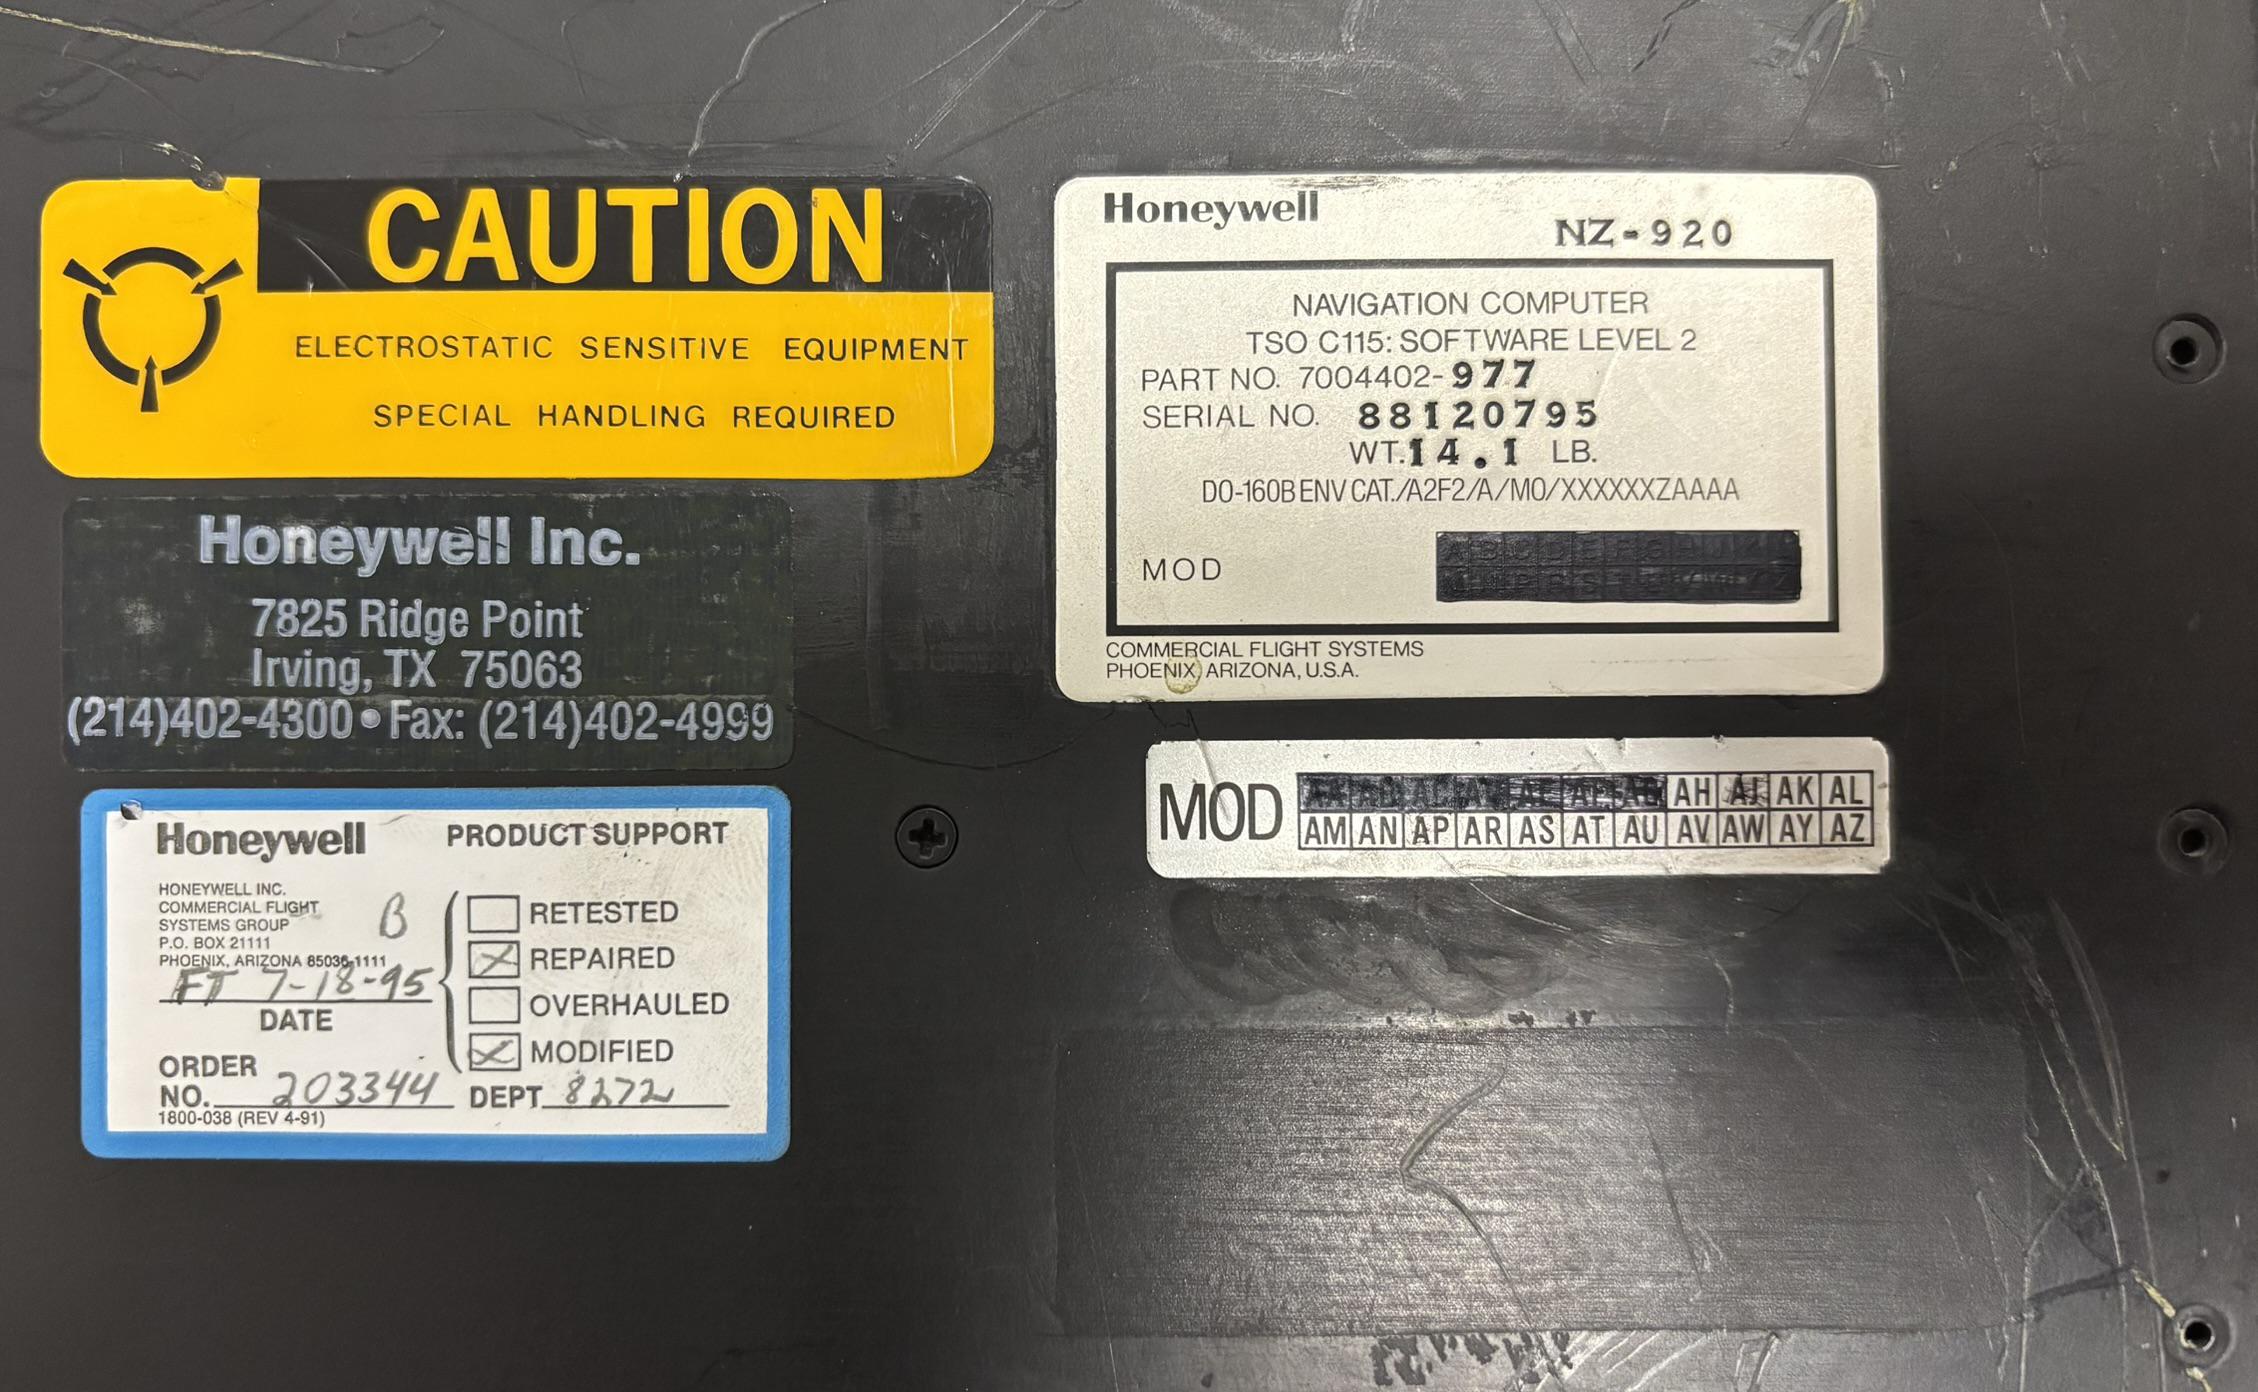 CAUTION
ELECTROSTATIC SENSITIVE EQUIPMENT
SPECIAL HANDLING REQUIRED
Honeywell Inc.
7825 Ridge Point
Irving, TX 75063
(214)402-4300 • Fax: (214)402-4999
Honeywell PRODUCT SUPPORT
HONEYWELL INC.
COMMERCIAL FLIGHT
SYSTEMS GROUP
P.O. BOX 21111
PHOENIX, ARIZONA 85036-1111
B
FT 7-18-95
DATE
RETESTED
REPAIRED
OVERHAULED
MODIFIED
ORDER
NO. 203344 DEPT 8272
1800-038 (REV 4-91)
Honeywell
NZ-920
NAVIGATION COMPUTER
TSO C115: SOFTWARE LEVEL 2
PART NO. 7004402-977
SERIAL NO. 88120795
WT. 14.1 LB.
DO-160B ENV CAT./A2F2/A/MO/XXXXXXZAAAA
MOD
COMMERCIAL FLIGHT SYSTEMS
PHOENIX, ARIZONA, U.S.A.
MOD
AH AJ AK AL
AM AN AP AR AS AT AU AV AW AY AZ